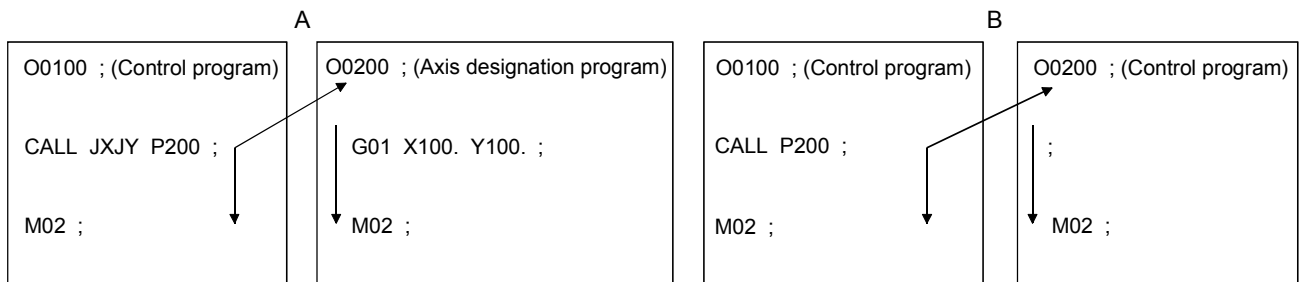 A
O0100 ; (Control program)
CALL JXJY P200 ;
M02 ;
O0200 ; (Axis designation program)
G01 X100. Y100. ;
M02 ;
B
O0100 ; (Control program)
CALL P200 ;
M02 ;
O0200 ; (Control program)
;
M02 ;